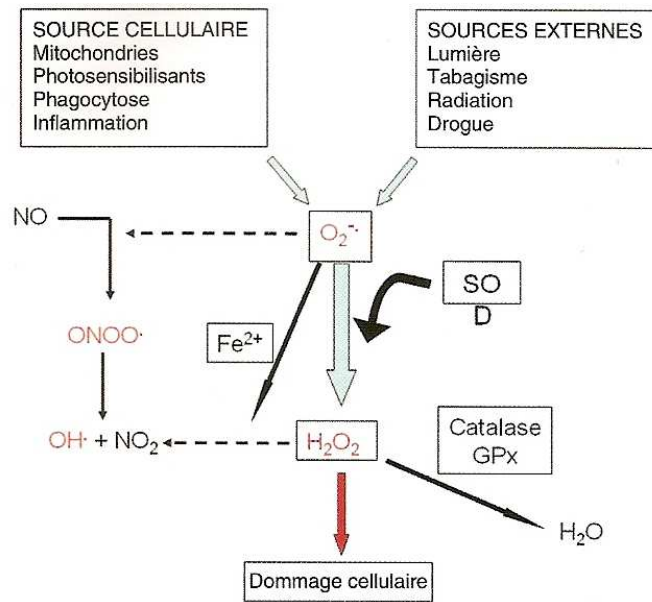 SOURCE CELLULAIRE
Mitochondries
Photosensibilisants
Phagocytose
Inflammation
SOURCES EXTERNES
Lumière
Tabagisme
Radiation
Drogue
NO
O₂⁻·
SO
D
ONOO·
Fe²⁺
OH· + NO₂
H₂O₂
Catalase
GPx
H₂O
Dommage cellulaire